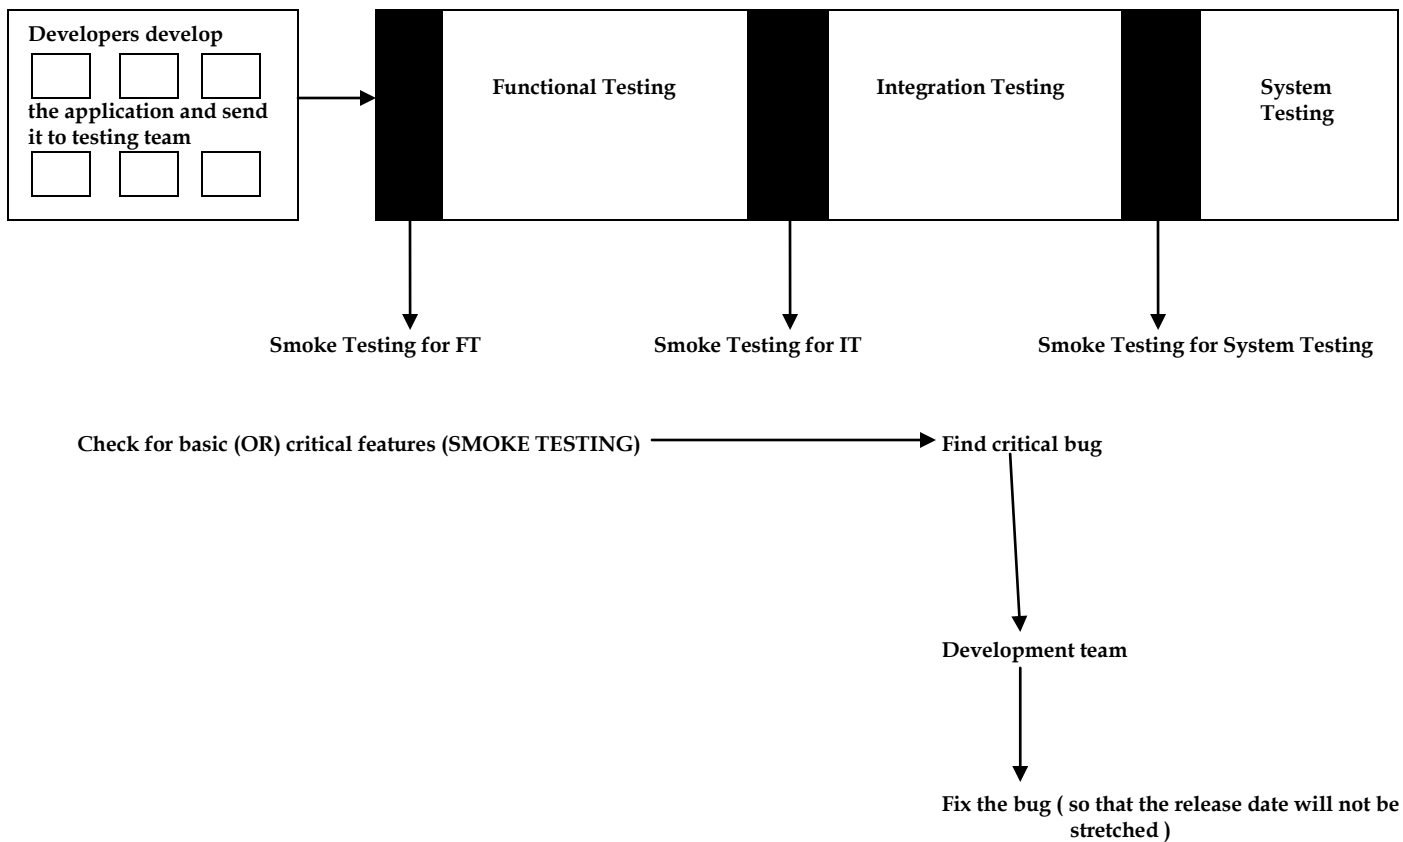 Developers develop
the application and send
it to testing team
Functional Testing
Integration Testing
System
Testing
Smoke Testing for FT
Smoke Testing for IT
Smoke Testing for System Testing
Check for basic (OR) critical features (SMOKE TESTING)
Find critical bug
Development team
Fix the bug ( so that the release date will not be
stretched )